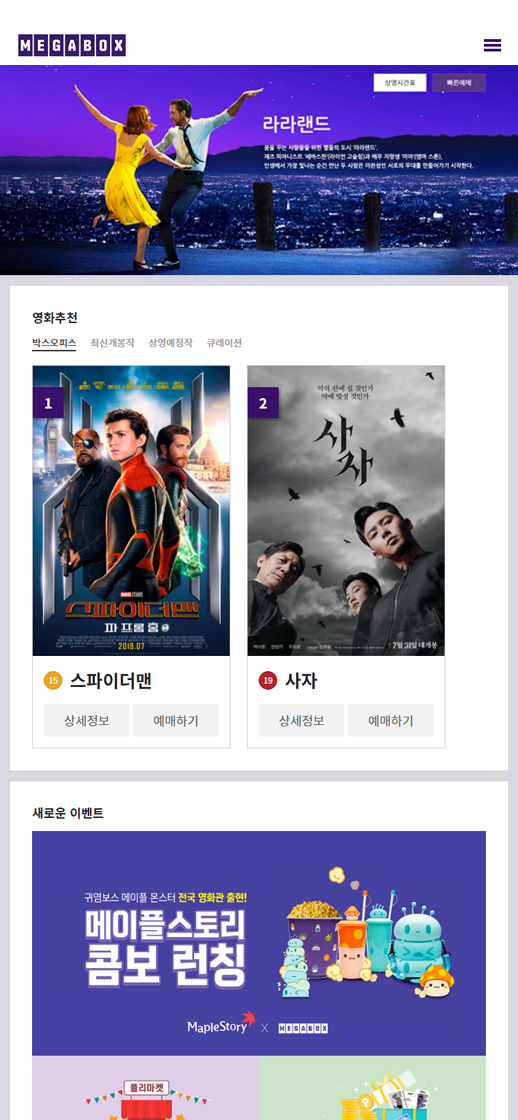 MEGABOX
상영시간표
빠른예매
라라랜드
꿈을 꾸는 사람들을 위한 별들의 도시 '라라랜드'.
재즈 피아니스트 '세바스찬'(라이언 고슬링)과 배우 지망생 '미아'(엠마 스톤),
인생에서 가장 빛나는 순간 만난 두 사람은 미완성인 서로의 무대를 만들어가기 시작한다.
영화추천
박스오피스
최신개봉작
상영예정작
큐레이션
1
MARVEL STUDIOS
스파이더맨
파 프롬 홈
2019.07
2
악의 편에 설 것인가
악에 맞설 것인가
사자
7월 31일 대개봉
15 스파이더맨
상세정보
예매하기
19 사자
상세정보
예매하기
새로운 이벤트
귀염보스 메이플 몬스터 전국 영화관 출현!
메이플스토리
콤보 런칭
MapleStory X MEGABOX
플리마켓